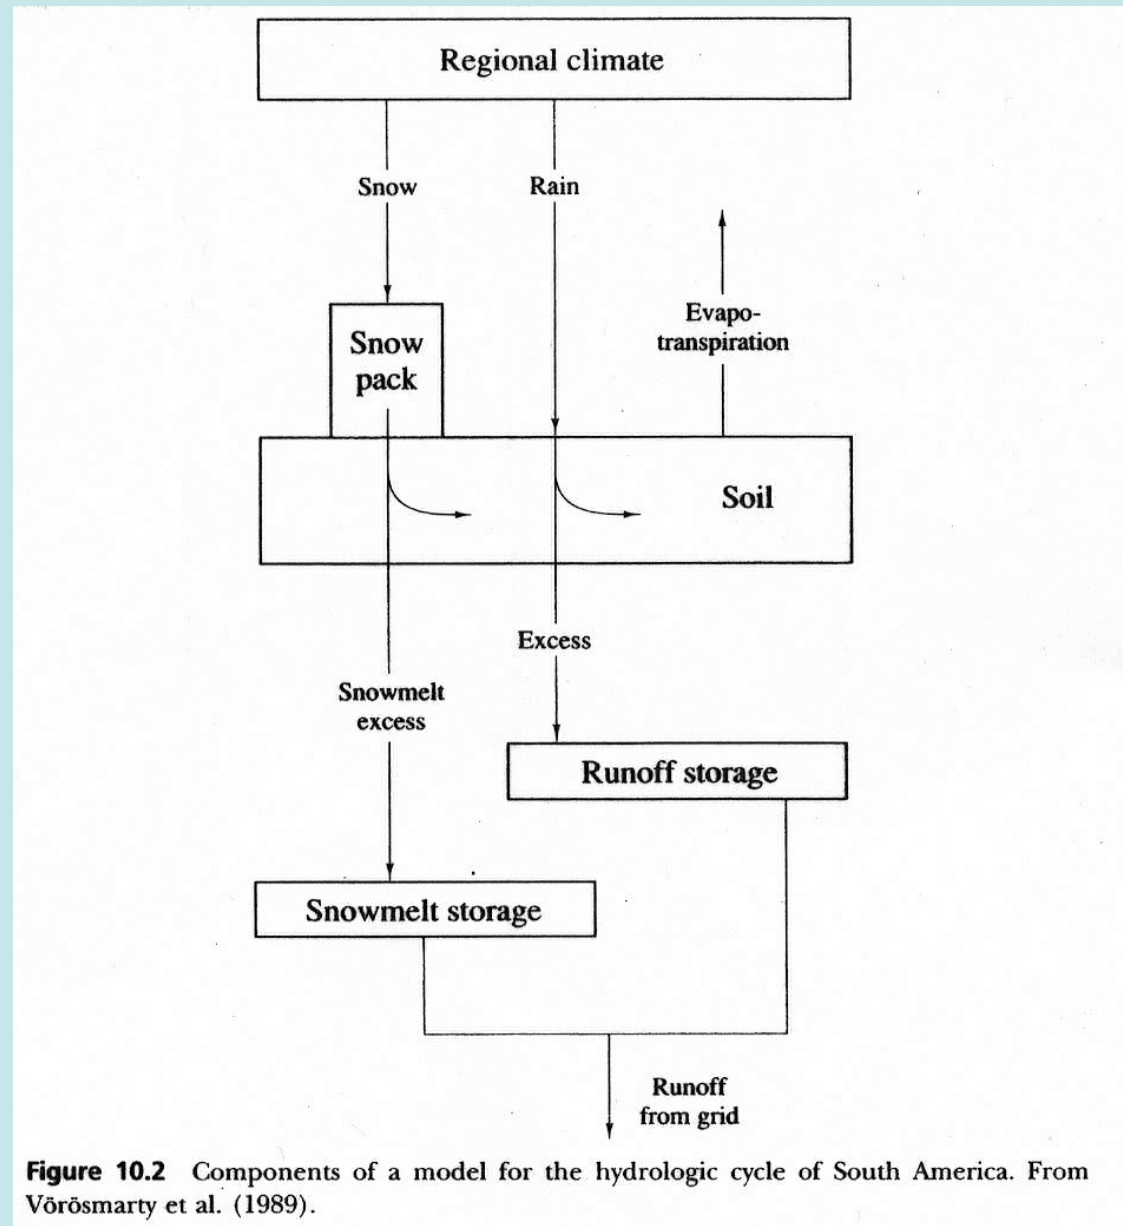 Regional climate
Snow
Rain
Evapo-
transpiration
Snow
pack
Soil
Excess
Snowmelt
excess
Runoff storage
Snowmelt storage
Runoff
from grid
Figure 10.2 Components of a model for the hydrologic cycle of South America. From
Vörösmarty et al. (1989).